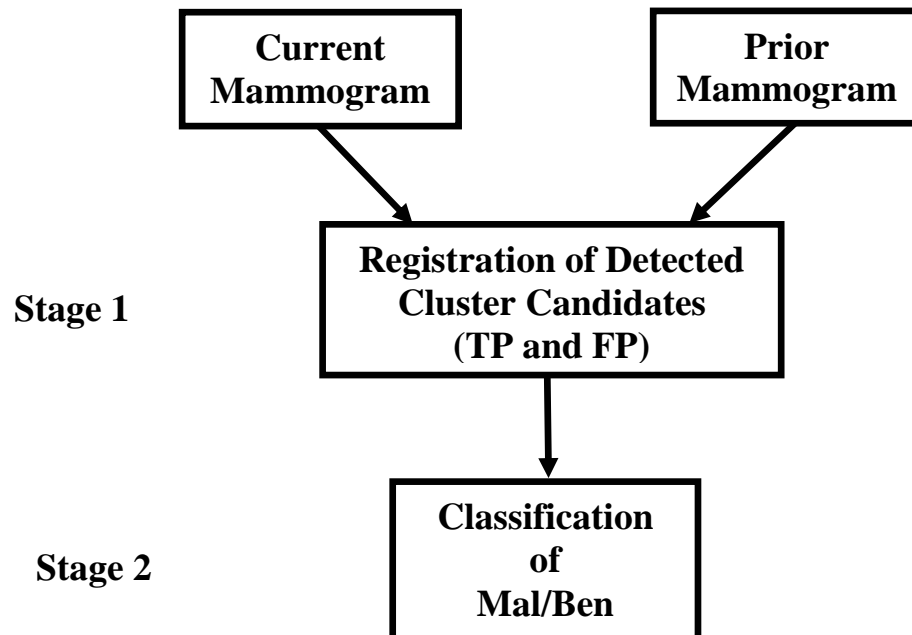 Current
Mammogram
Prior
Mammogram
Stage 1
Registration of Detected
Cluster Candidates
(TP and FP)
Stage 2
Classification
of
Mal/Ben